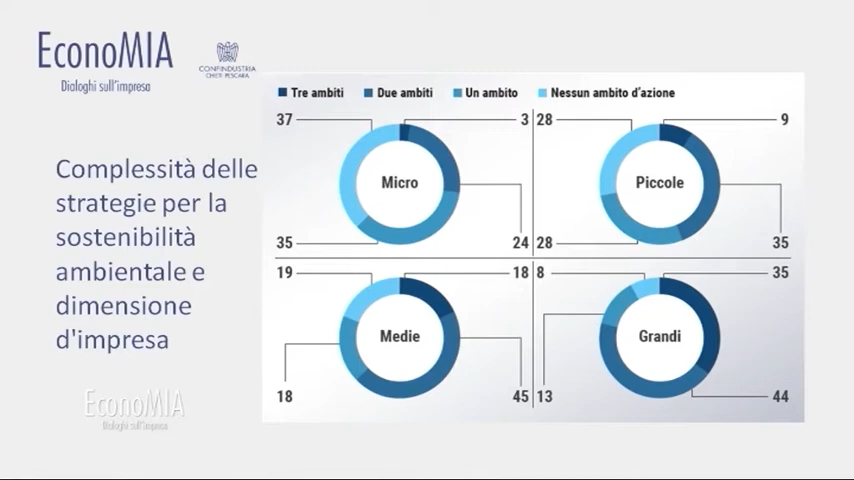 EconoMIA
Dialoghi sull'impresa
CONFINDUSTRIA
CHIETI PESCARA
Complessità delle
strategie per la
sostenibilità
ambientale e
dimensione
d'impresa
Tre ambiti Due ambiti Un ambito Nessun ambito d'azione
37 3
Micro
35 24
28 9
Piccole
28 35
19 18
Medie
18 45
8 35
Grandi
13 44
EconoMIA
Dialoghi sull'impresa